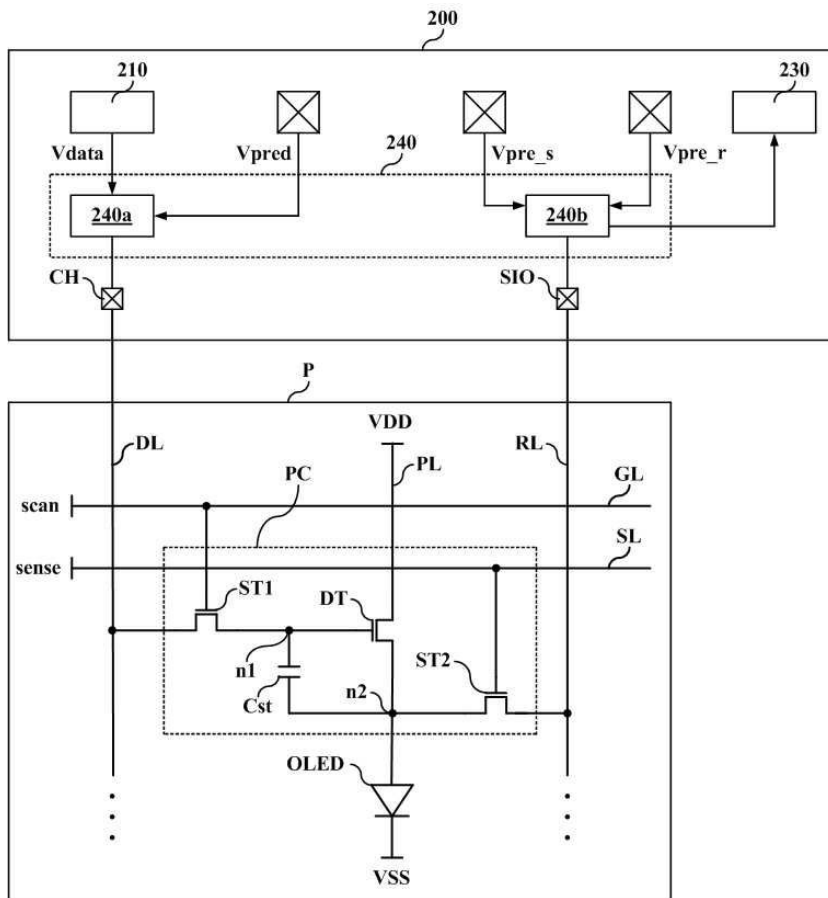 200
210
230
Vdata
Vpred
240
Vpre_s
Vpre_r
240a
240b
CH
SIO
P
VDD
DL
RL
PL
PC
GL
scan
SL
sense
ST1
DT
ST2
n1
n2
Cst
OLED
VSS